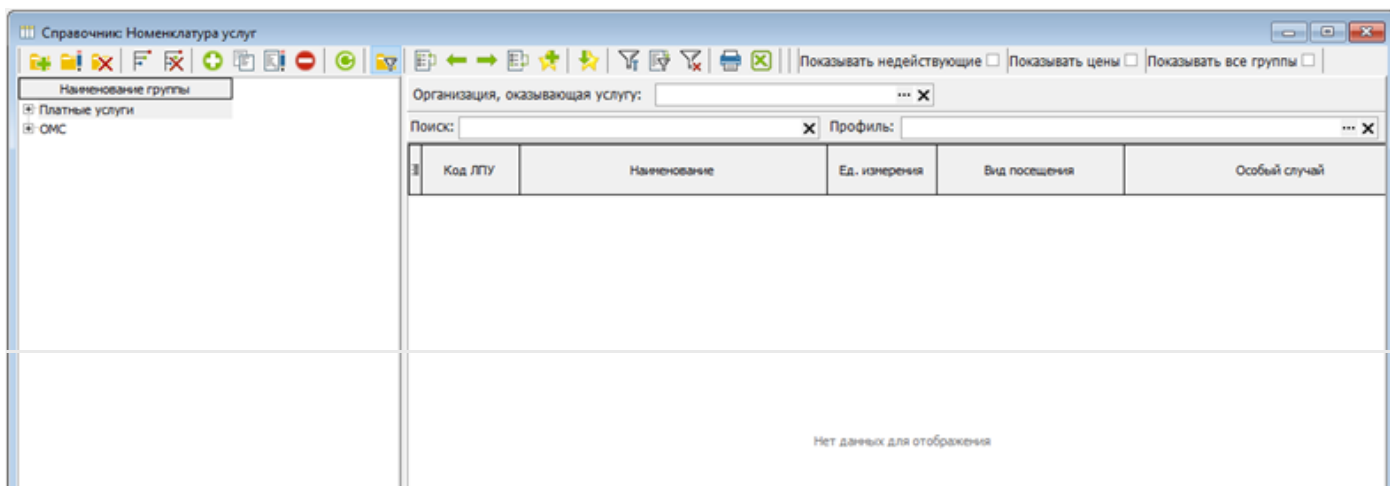 Справочник: Номенклатура услуг
Показывать недействующие Показывать цены Показывать все группы
Наименование группы
Платные услуги
ОМС
Организация, оказывающая услугу:
Поиск: Профиль:
Код ЛПУ Наименование Ед. измерения Вид посещения Особый случай
Нет данных для отображения